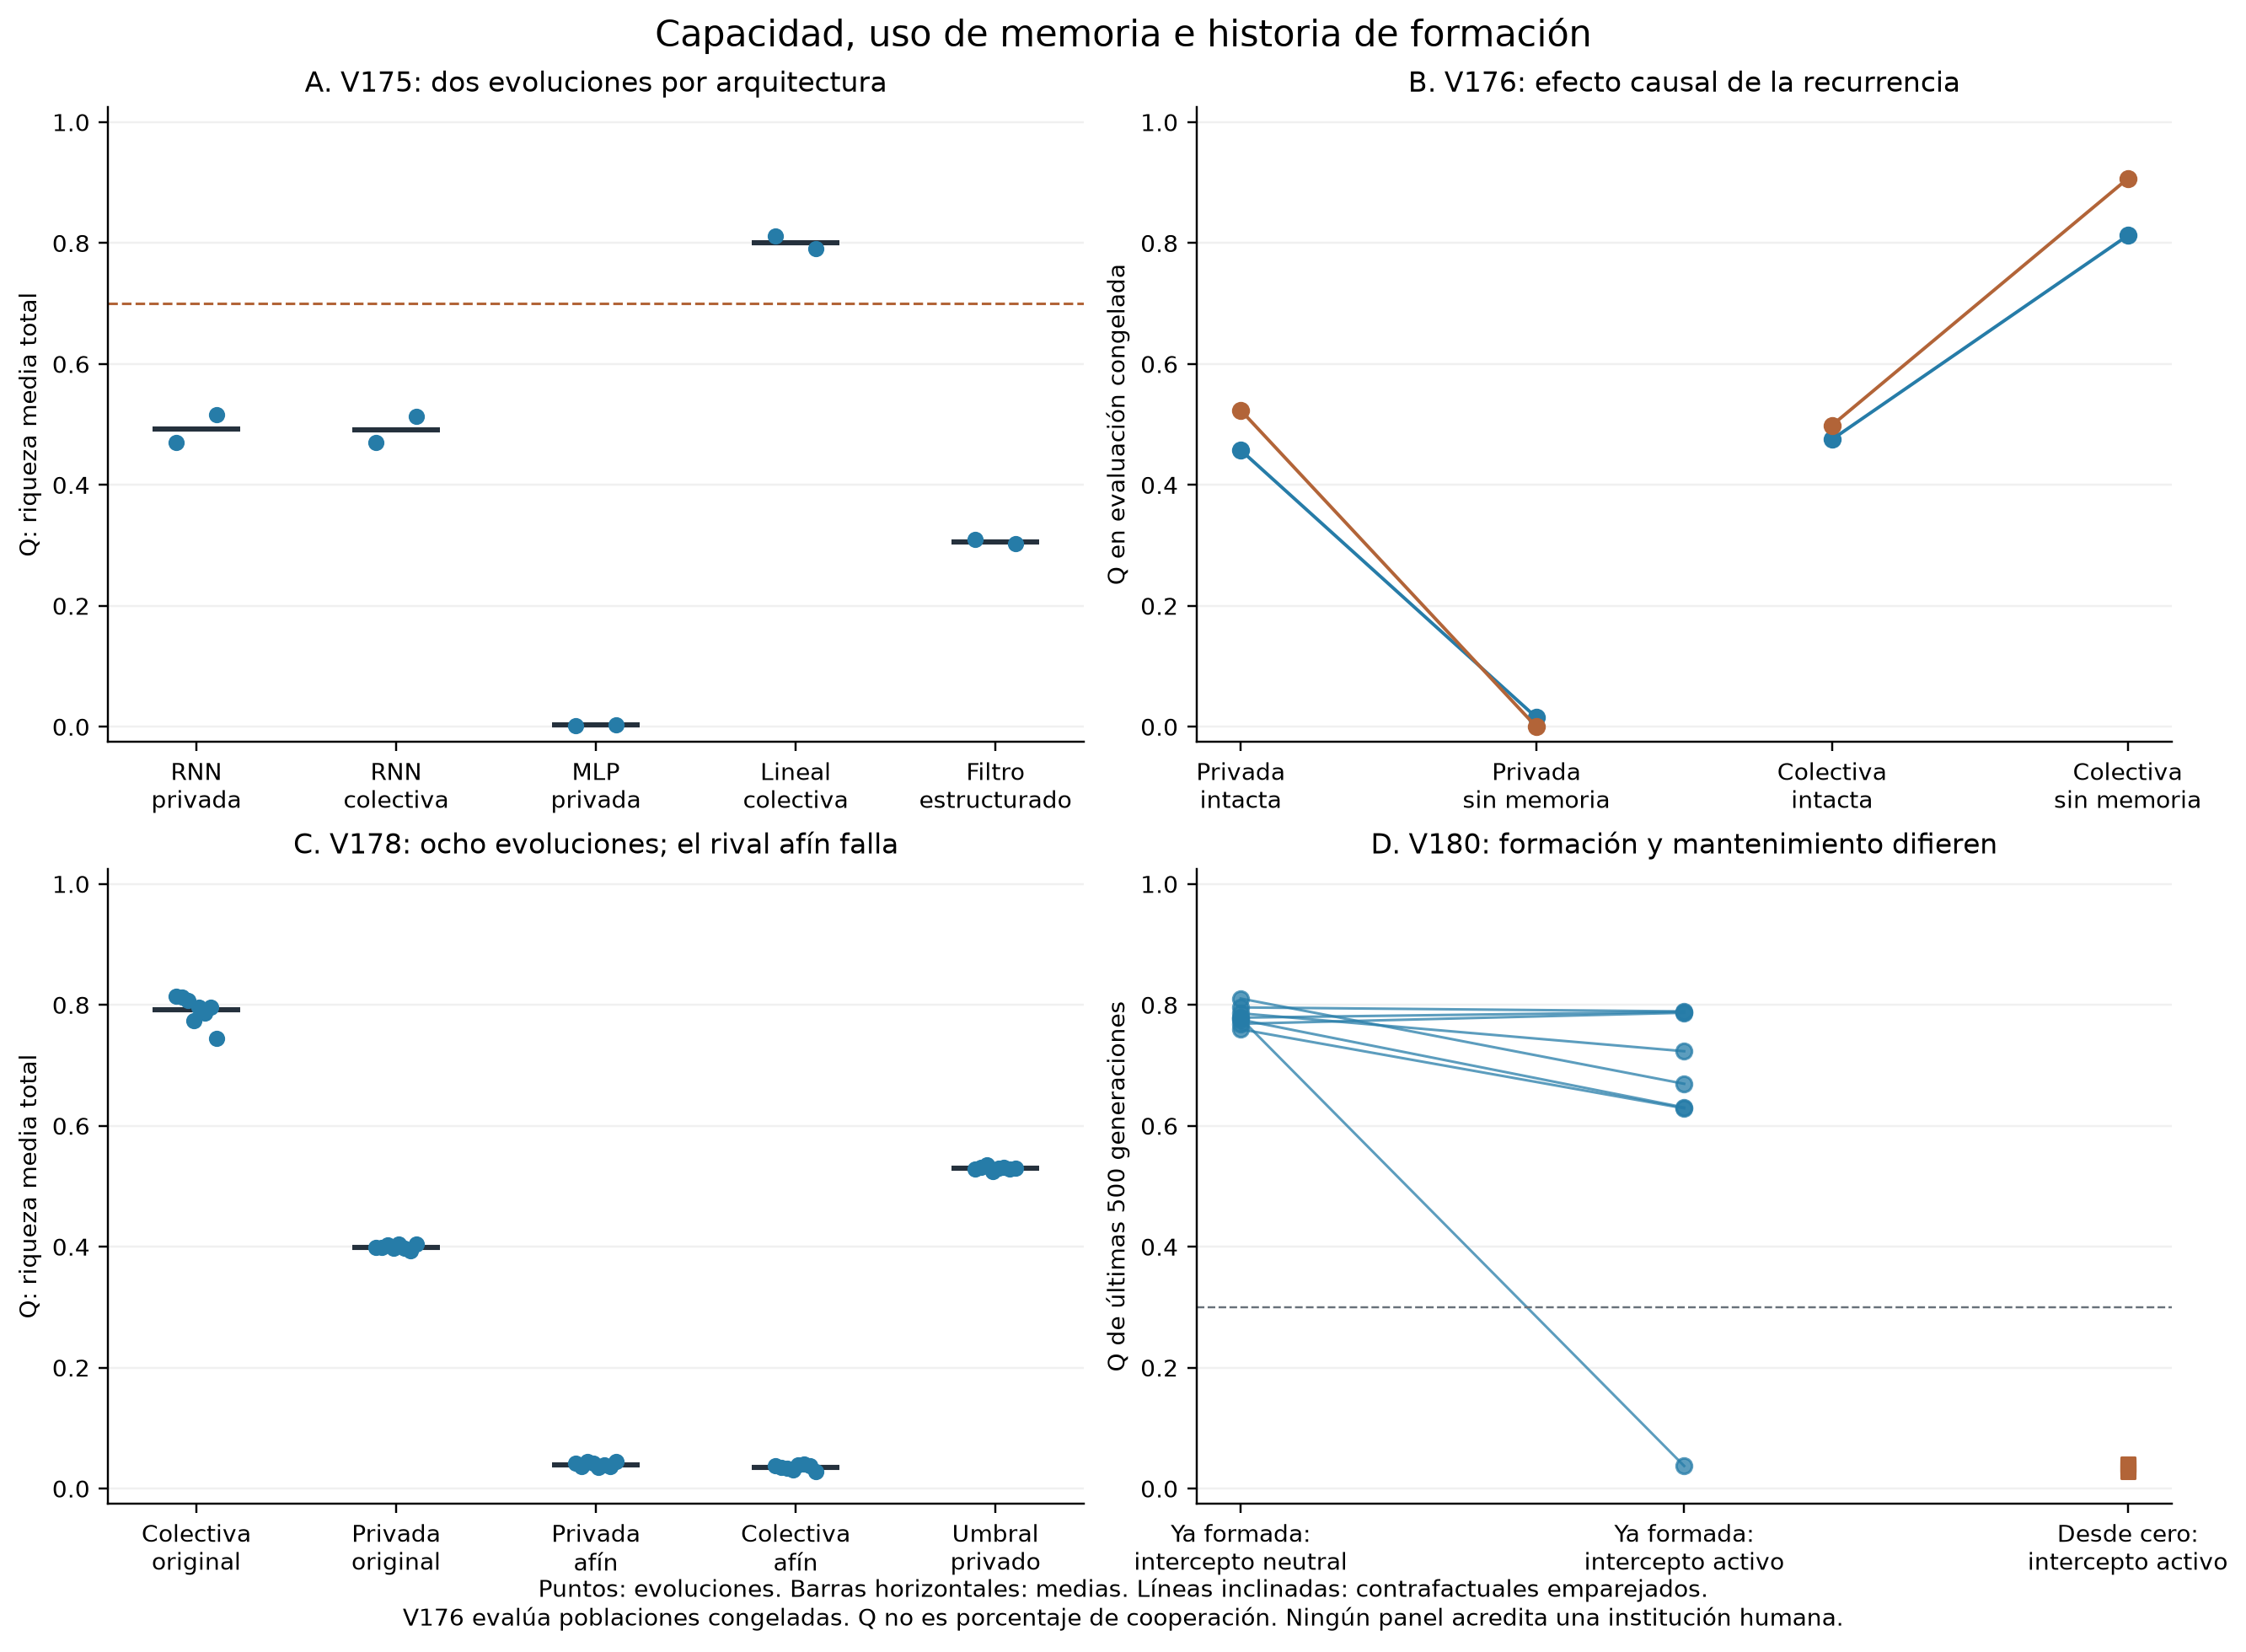 Capacidad, uso de memoria e historia de formación
A. V175: dos evoluciones por arquitectura
Q: riqueza media total
1.0
0.8
0.6
0.4
0.2
0.0
RNN
privada
RNN
colectiva
MLP
privada
Lineal
colectiva
Filtro
estructurado
B. V176: efecto causal de la recurrencia
Q en evaluación congelada
1.0
0.8
0.6
0.4
0.2
0.0
Privada
intacta
Privada
sin memoria
Colectiva
intacta
Colectiva
sin memoria
C. V178: ocho evoluciones; el rival afín falla
Q: riqueza media total
1.0
0.8
0.6
0.4
0.2
0.0
Colectiva
original
Privada
original
Privada
afín
Colectiva
afín
Umbral
privado
D. V180: formación y mantenimiento difieren
Q de últimas 500 generaciones
1.0
0.8
0.6
0.4
0.2
0.0
Ya formada:
intercepto neutral
Ya formada:
intercepto activo
Desde cero:
intercepto activo
Puntos: evoluciones. Barras horizontales: medias. Líneas inclinadas: contrafactuales emparejados.
V176 evalúa poblaciones congeladas. Q no es porcentaje de cooperación. Ningún panel acredita una institución humana.